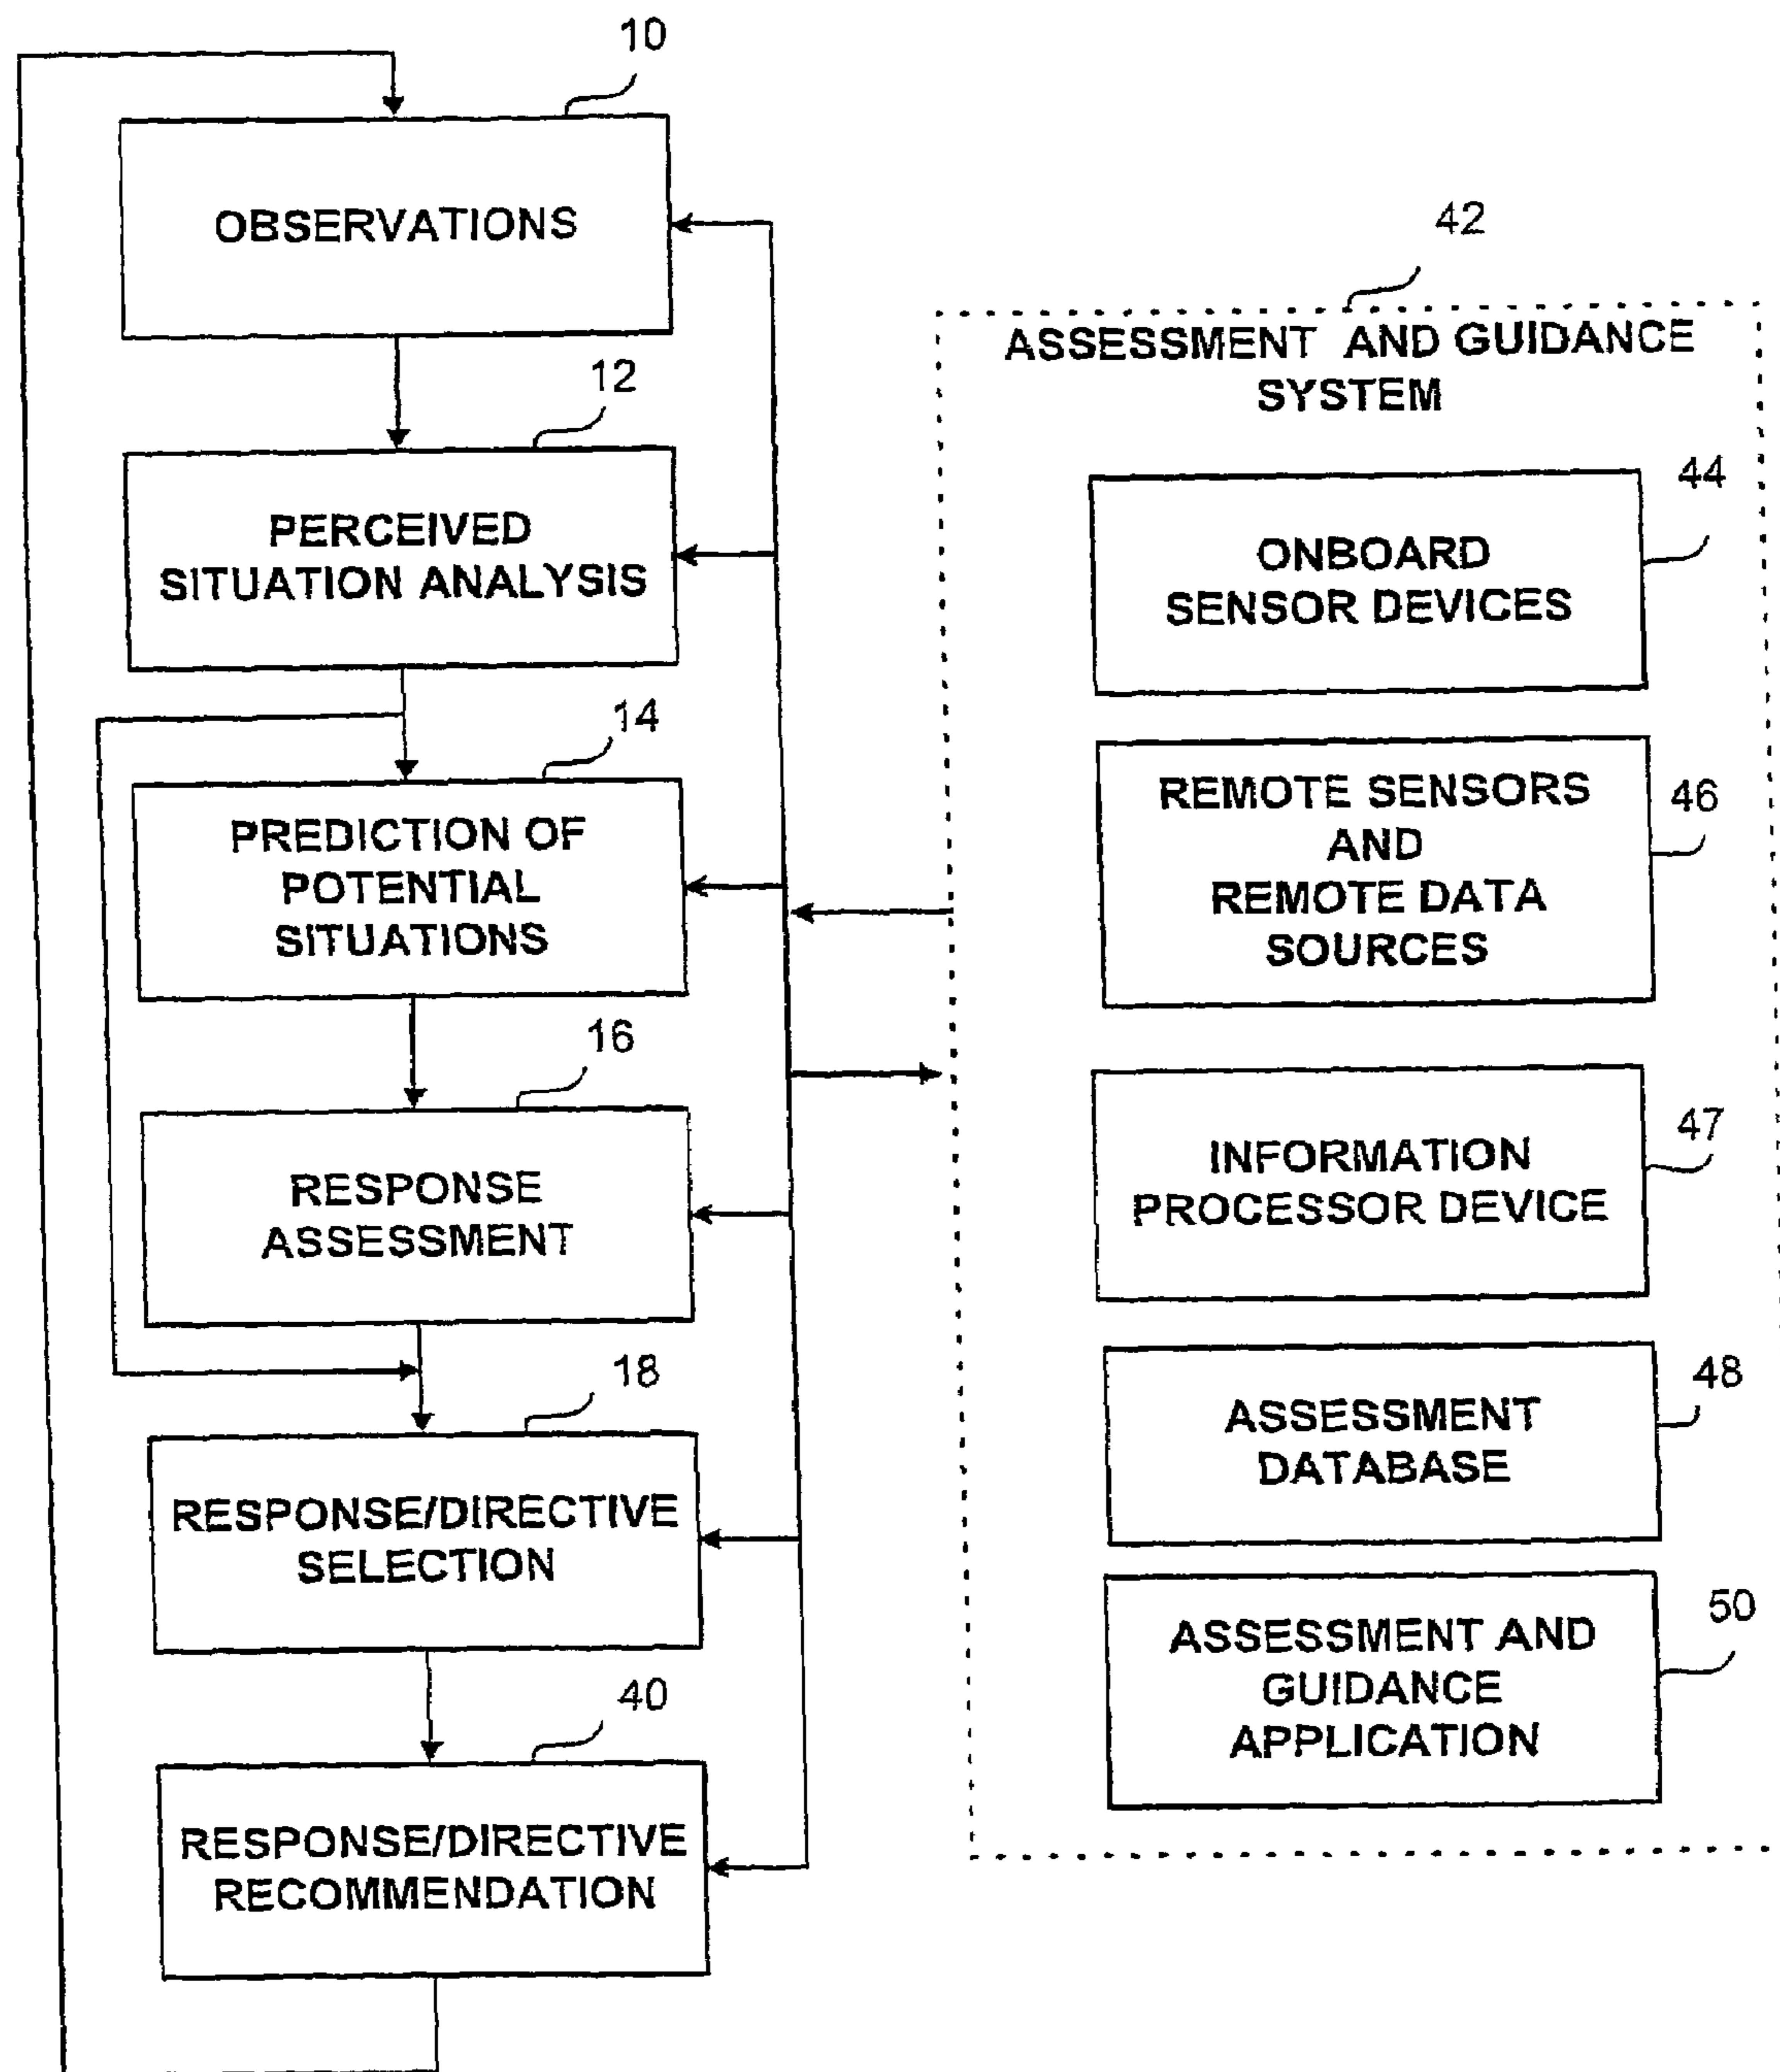 10
OBSERVATIONS
12
PERCEIVED
SITUATION ANALYSIS
14
PREDICTION OF
POTENTIAL
SITUATIONS
16
RESPONSE
ASSESSMENT
18
RESPONSE/DIRECTIVE
SELECTION
40
RESPONSE/DIRECTIVE
RECOMMENDATION
42
ASSESSMENT AND GUIDANCE
SYSTEM
44
ONBOARD
SENSOR DEVICES
46
REMOTE SENSORS
AND
REMOTE DATA
SOURCES
47
INFORMATION
PROCESSOR DEVICE
48
ASSESSMENT
DATABASE
50
ASSESSMENT AND
GUIDANCE
APPLICATION